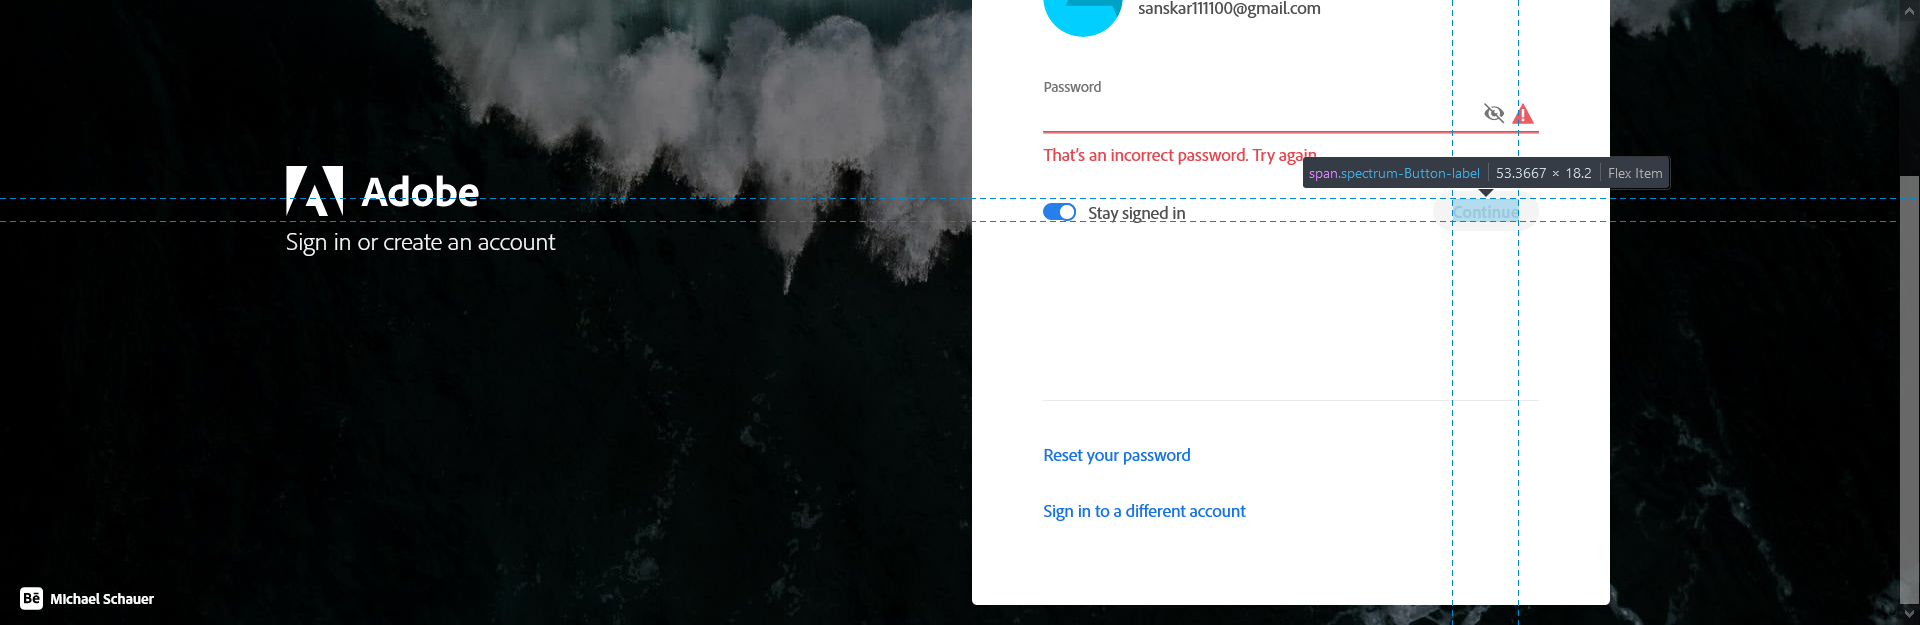 sanskar111100@gmail.com
Password
That's an incorrect password. Try again.
span.spectrum-Button-label 53.3667 × 18.2 Flex Item
Stay signed in
Continue
Adobe
Sign in or create an account
Reset your password
Sign in to a different account
Bē Michael Schauer